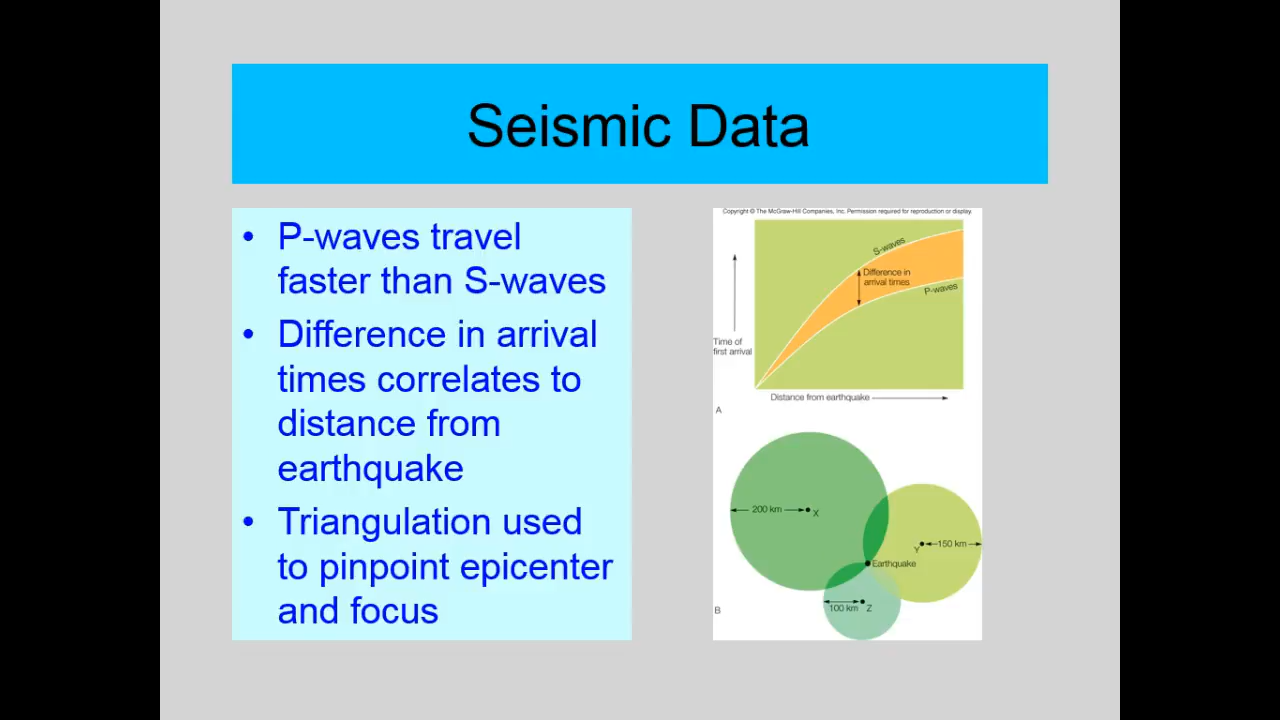 Seismic Data
• P-waves travel
faster than S-waves
• Difference in arrival
times correlates to
distance from
earthquake
• Triangulation used
to pinpoint epicenter
and focus
Copyright © The McGraw-Hill Companies, Inc. Permission required for reproduction or display.
S-waves
Difference in
arrival times
P-waves
Time of
first arrival
Distance from earthquake
A
200 km
X
Y
150 km
Earthquake
100 km
Z
B